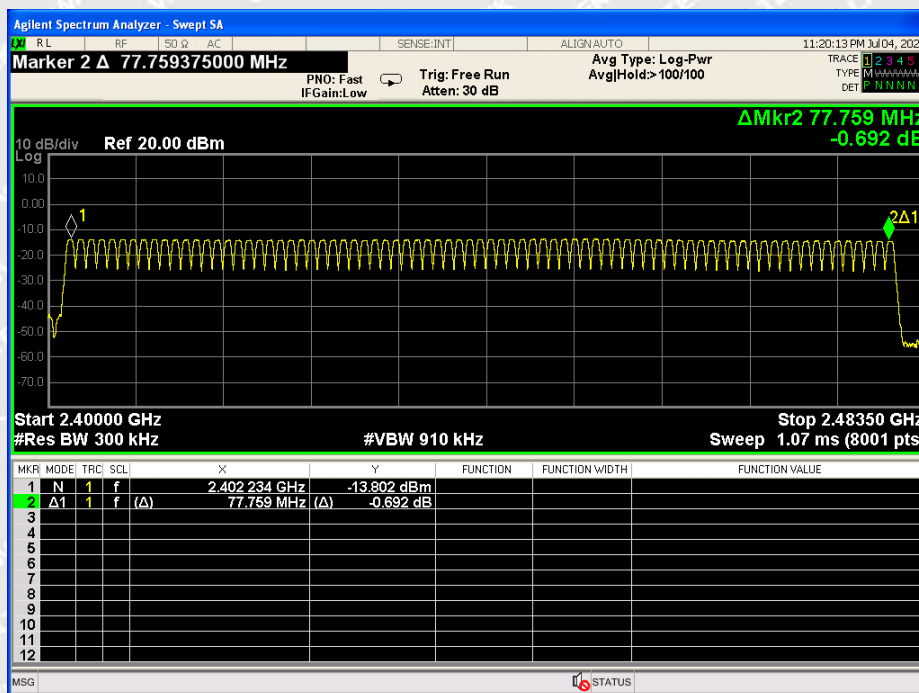 Agilent Spectrum Analyzer - Swept SA
LXI RL RF 50 Ω AC SENSE:INT ALIGN AUTO 11:20:13 PM Jul 04, 202
Marker 2 Δ 77.759375000 MHz
PNO: Fast
IFGain:Low
Trig: Free Run
Atten: 30 dB
Avg Type: Log-Pwr
Avg|Hold:>100/100
TRACE 1 2 3 4 5
TYPE M
DET P N N N N
ΔMkr2 77.759 MHz
-0.692 dB
10 dB/div Ref 20.00 dBm
Log
10.0
0.00
-10.0
-20.0
-30.0
-40.0
-50.0
-60.0
-70.0
1
2Δ1
Start 2.40000 GHz Stop 2.48350 GHz
#Res BW 300 kHz #VBW 910 kHz Sweep 1.07 ms (8001 pts
MKR MODE TRC SCL X Y FUNCTION FUNCTION WIDTH FUNCTION VALUE
1 N 1 f 2.402 234 GHz -13.802 dBm
2 Δ1 1 f (Δ) 77.759 MHz (Δ) -0.692 dB
3
4
5
6
7
8
9
10
11
12
MSG STATUS